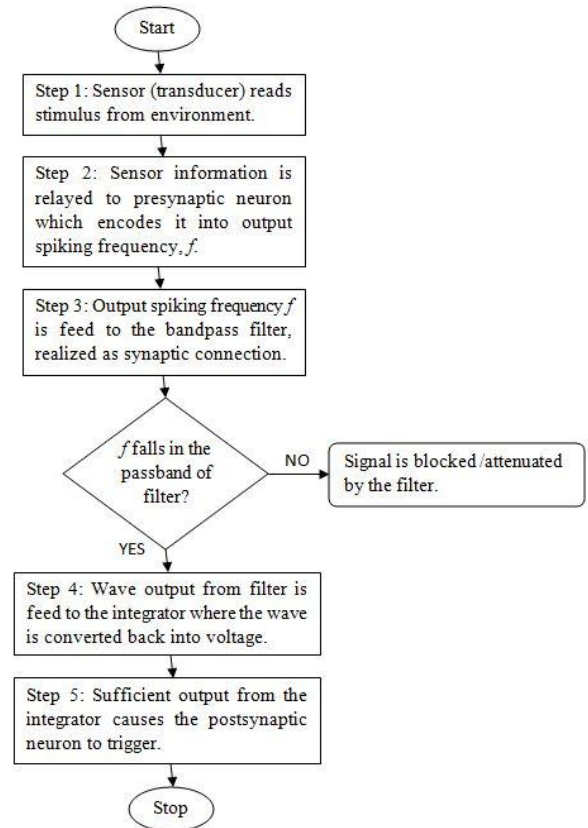 Start
Step 1: Sensor (transducer) reads
stimulus from environment.
Step 2: Sensor information is
relayed to presynaptic neuron
which encodes it into output
spiking frequency, f.
Step 3: Output spiking frequency f
is feed to the bandpass filter,
realized as synaptic connection.
f falls in the
passband of
filter?
NO
Signal is blocked/attenuated
by the filter.
YES
Step 4: Wave output from filter is
feed to the integrator where the wave
is converted back into voltage.
Step 5: Sufficient output from the
integrator causes the postsynaptic
neuron to trigger.
Stop